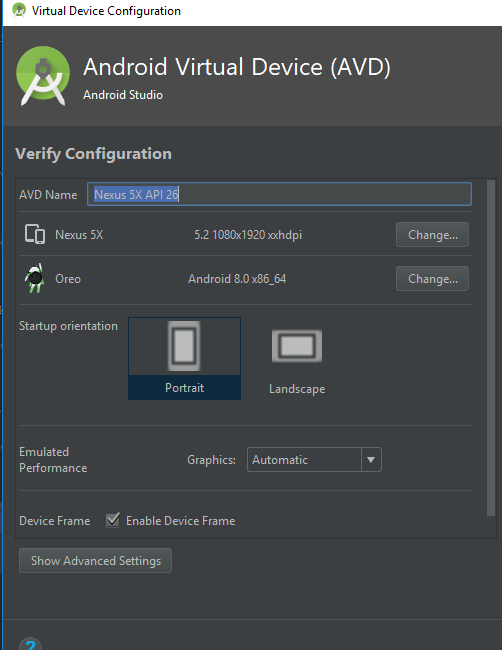 Virtual Device Configuration
Android Virtual Device (AVD)
Android Studio
Verify Configuration
AVD Name Nexus 5X API 26
Nexus 5X 5.2 1080x1920 xxhdpi Change...
Oreo Android 8.0 x86_64 Change...
Startup orientation
Portrait Landscape
Emulated
Performance Graphics: Automatic
Device Frame Enable Device Frame
Show Advanced Settings
?